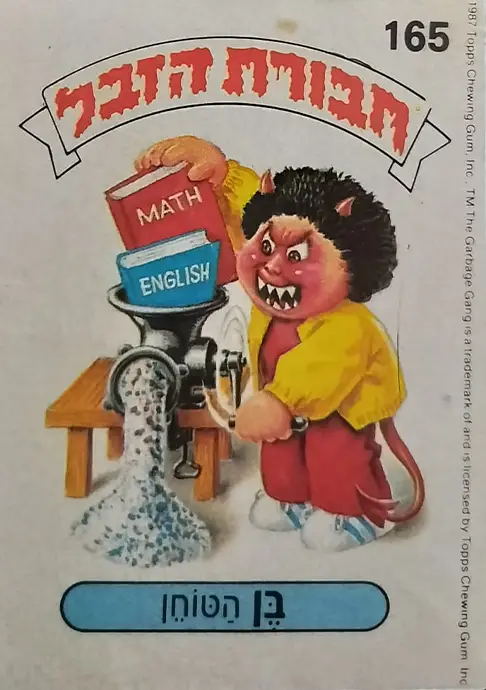 165
חבורת הזבל
MATH
ENGLISH
בֶּן הַטּוֹחֵן
1987 Topps Chewing Gum, Inc., TM The Garbage Gang is a trademark of and is licensed by Topps Chewing Gum Inc